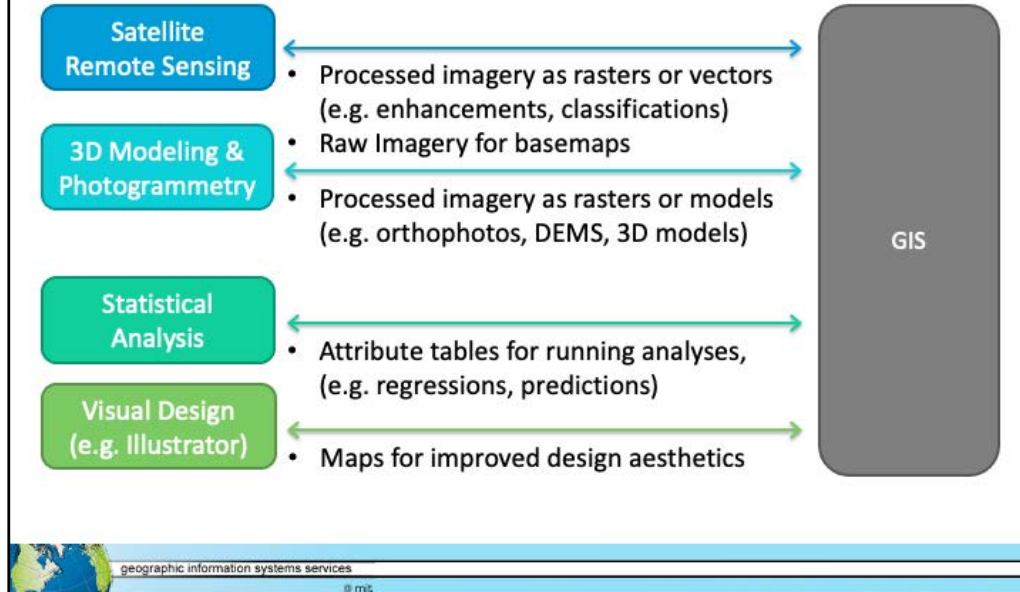 Satellite
Remote Sensing
• Processed imagery as rasters or vectors
(e.g. enhancements, classifications)
• Raw Imagery for basemaps
3D Modeling &
Photogrammetry
• Processed imagery as rasters or models
(e.g. orthophotos, DEMS, 3D models)
GIS
Statistical
Analysis
• Attribute tables for running analyses,
(e.g. regressions, predictions)
Visual Design
(e.g. Illustrator)
• Maps for improved design aesthetics
geographic information systems services
@ mit